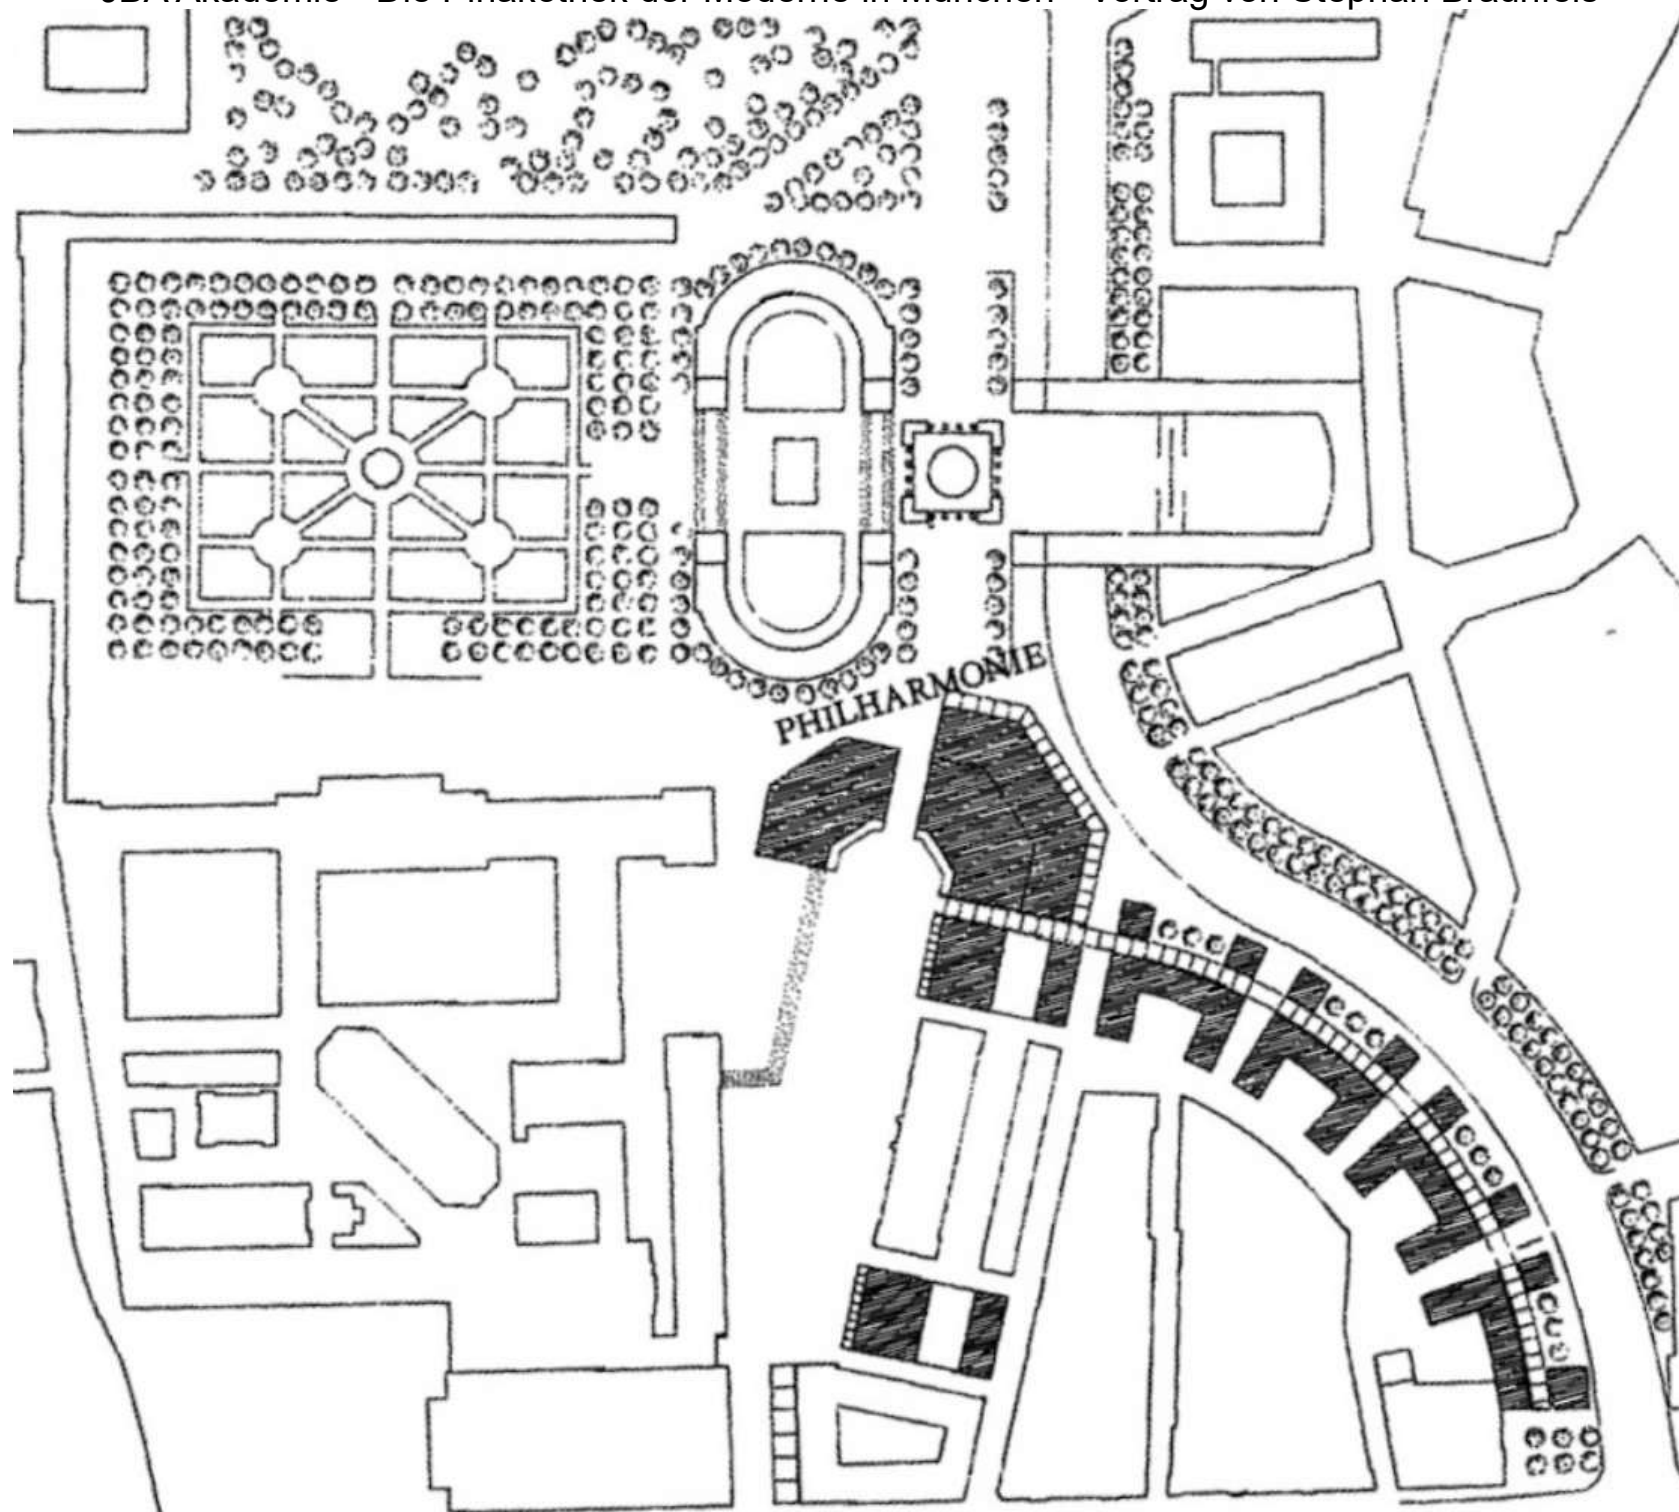 JBA Akademie - Die Pinakothek der Moderne in München - Vortrag von Stephan Braunfels
PHILHARMONIE